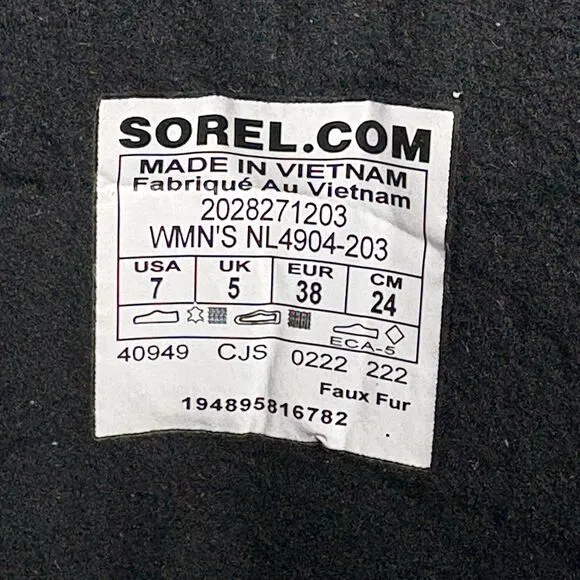 SOREL.COM
MADE IN VIETNAM
Fabriqué Au Vietnam
2028271203
WMN'S NL4904-203
USA UK EUR CM
7 5 38 24
ECA-5
40949 CJS 0222 222
Faux Fur
194895816782